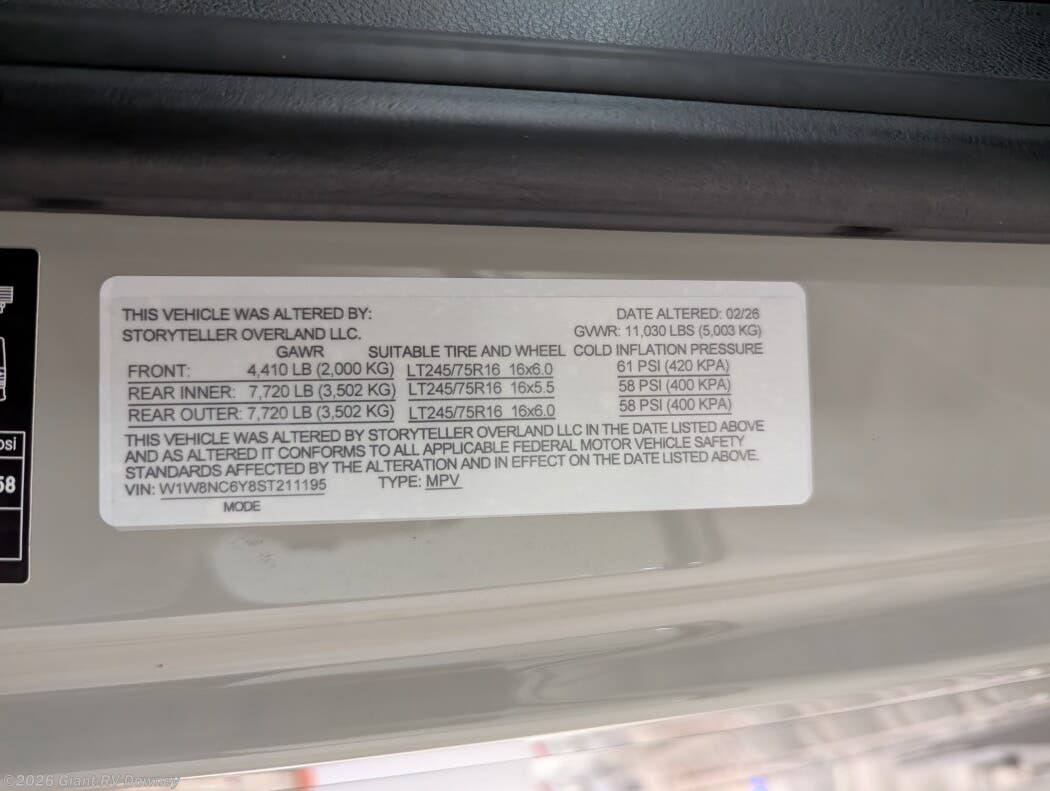 THIS VEHICLE WAS ALTERED BY: DATE ALTERED: 02/26
STORYTELLER OVERLAND LLC. GVWR: 11,030 LBS (5,003 KG)
GAWR SUITABLE TIRE AND WHEEL COLD INFLATION PRESSURE
FRONT: 4,410 LB (2,000 KG) LT245/75R16 16x6.0 61 PSI (420 KPA)
REAR INNER: 7,720 LB (3,502 KG) LT245/75R16 16x5.5 58 PSI (400 KPA)
REAR OUTER: 7,720 LB (3,502 KG) LT245/75R16 16x6.0 58 PSI (400 KPA)
THIS VEHICLE WAS ALTERED BY STORYTELLER OVERLAND LLC IN THE DATE LISTED ABOVE
AND AS ALTERED IT CONFORMS TO ALL APPLICABLE FEDERAL MOTOR VEHICLE SAFETY
STANDARDS AFFECTED BY THE ALTERATION AND IN EFFECT ON THE DATE LISTED ABOVE.
VIN: W1W8NC6Y8ST211195 TYPE: MPV
MODE
psi
58
©2026 Giant RV Downey